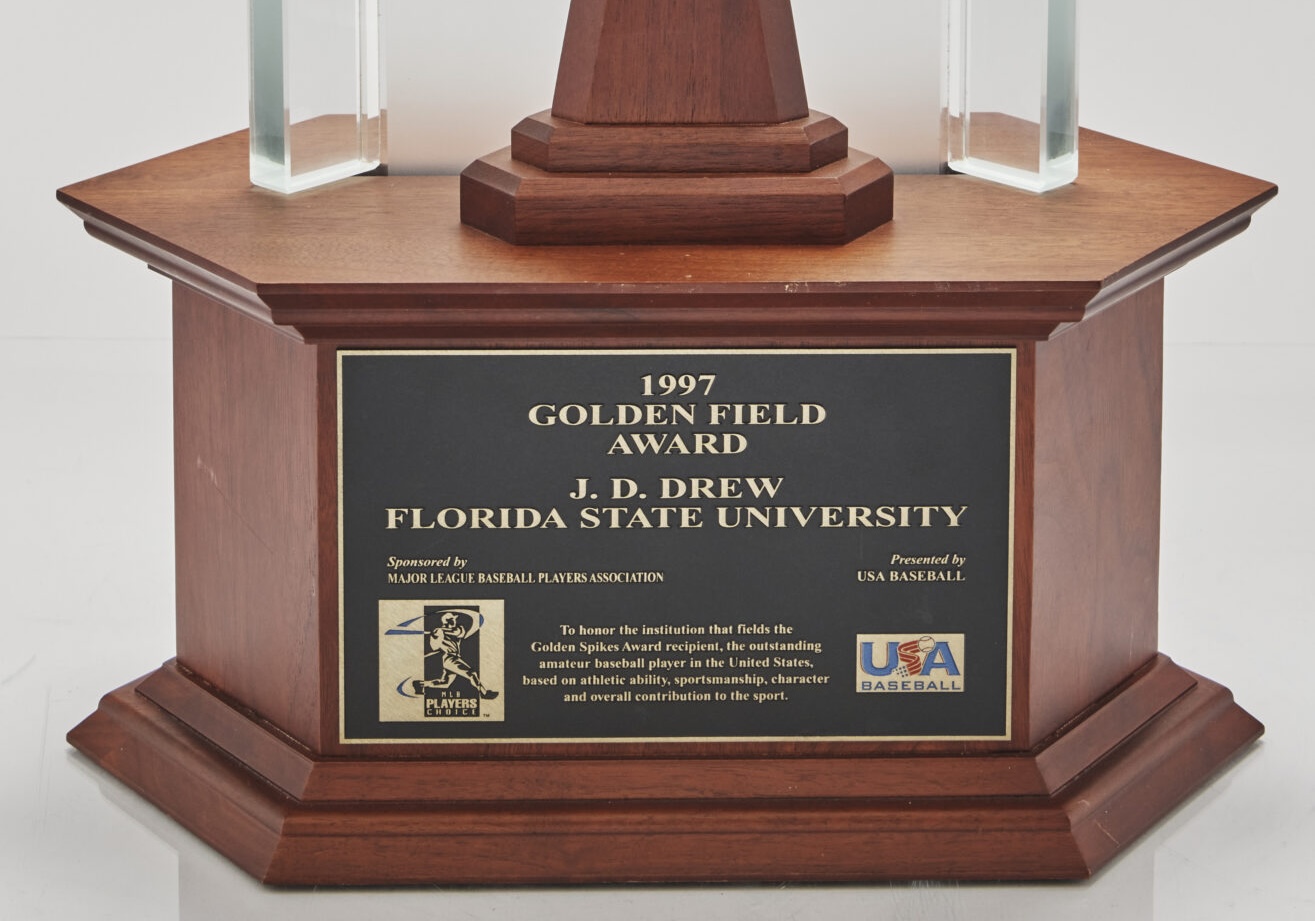 1997
GOLDEN FIELD
AWARD
J. D. DREW
FLORIDA STATE UNIVERSITY
Sponsored by
MAJOR LEAGUE BASEBALL PLAYERS ASSOCIATION
Presented by
USA BASEBALL
MLB
PLAYERS
CHOICE™
To honor the institution that fields the
Golden Spikes Award recipient, the outstanding
amateur baseball player in the United States,
based on athletic ability, sportsmanship, character
and overall contribution to the sport.
USA
BASEBALL